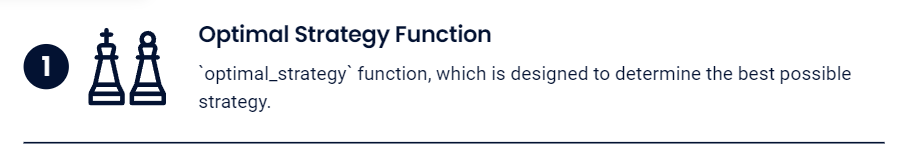 Optimal Strategy Function
1
`optimal_strategy` function, which is designed to determine the best possible
strategy.